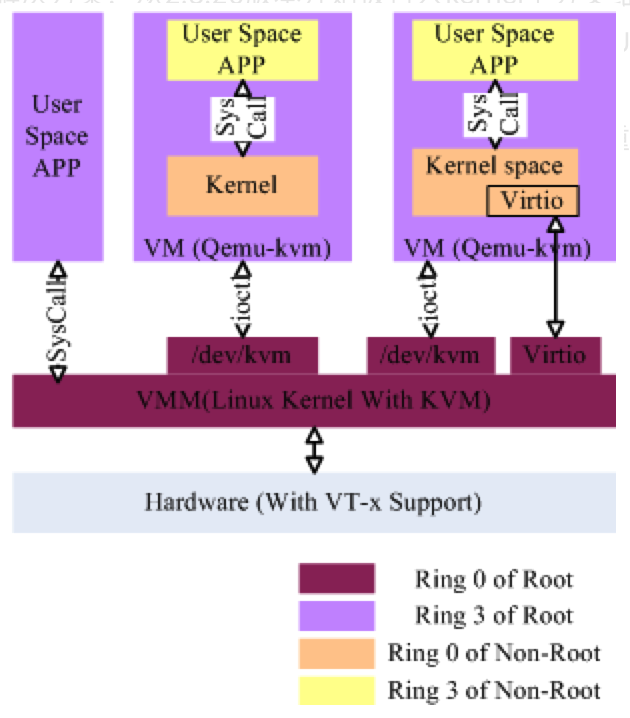 User Space
APP
Sys
Call
Kernel
VM (Qemu-kvm)
User Space
APP
Sys
Call
Kernel space
Virtio
VM (Qemu-kvm)
User
Space
APP
SysCall
ioctl
ioctl
/dev/kvm
/dev/kvm
Virtio
VMM(Linux Kernel With KVM)
Hardware (With VT-x Support)
Ring 0 of Root
Ring 3 of Root
Ring 0 of Non-Root
Ring 3 of Non-Root